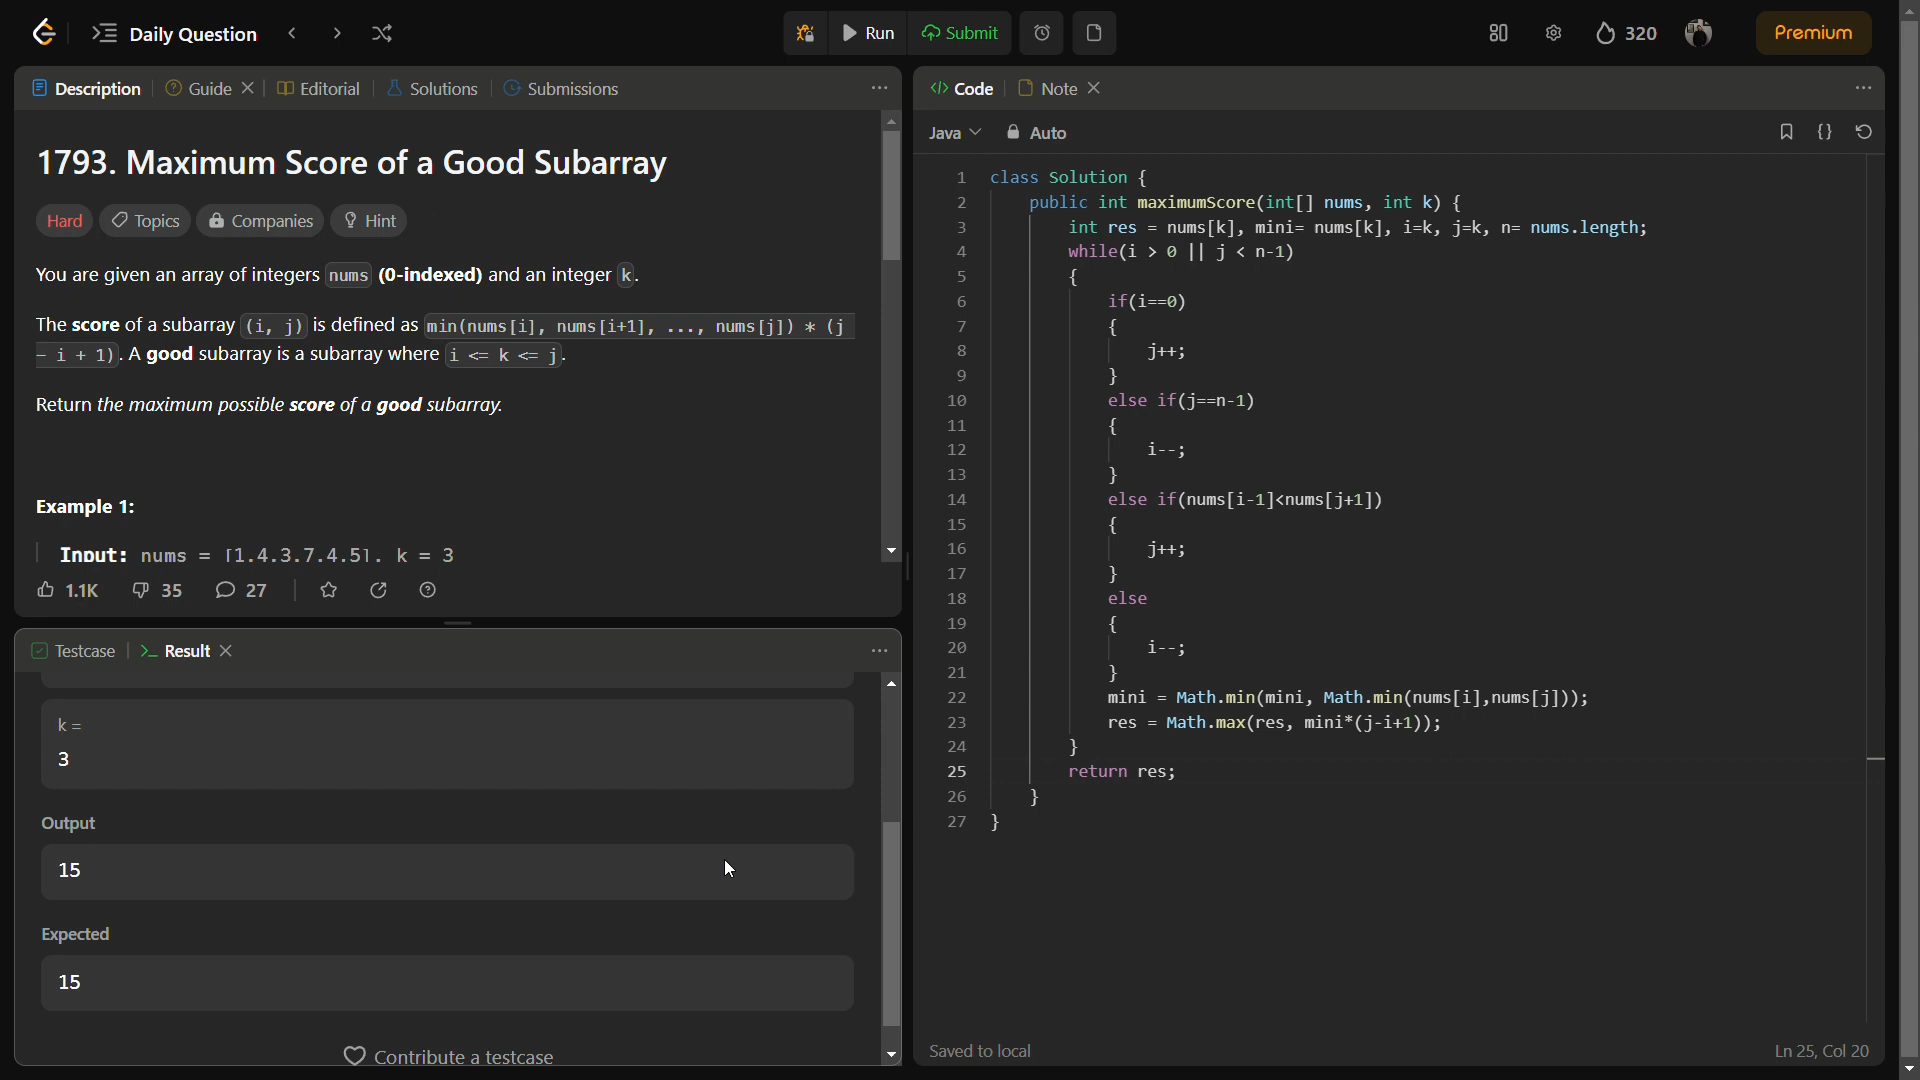 Daily Question
Run
Submit
320
Premium
Description
Guide
Editorial
Solutions
Submissions
1793. Maximum Score of a Good Subarray
Hard
Topics
Companies
Hint
You are given an array of integers nums (0-indexed) and an integer k.
The score of a subarray (i, j) is defined as min(nums[i], nums[i+1], ..., nums[j]) * (j
- i + 1). A good subarray is a subarray where i <= k <= j.
Return the maximum possible score of a good subarray.
Example 1:
Input: nums = [1,4,3,7,4,5], k = 3
1.1K
35
27
Testcase
Result
k =
3
Output
15
Expected
15
Contribute a testcase
Code
Note
Java
Auto
1 class Solution {
2 public int maximumScore(int[] nums, int k) {
3 int res = nums[k], mini= nums[k], i=k, j=k, n= nums.length;
4 while(i > 0 || j < n-1)
5 {
6 if(i==0)
7 {
8 j++;
9 }
10 else if(j==n-1)
11 {
12 i--;
13 }
14 else if(nums[i-1]<nums[j+1])
15 {
16 j++;
17 }
18 else
19 {
20 i--;
21 }
22 mini = Math.min(mini, Math.min(nums[i],nums[j]));
23 res = Math.max(res, mini*(j-i+1));
24 }
25 return res;
26 }
27 }
Saved to local
Ln 25, Col 20